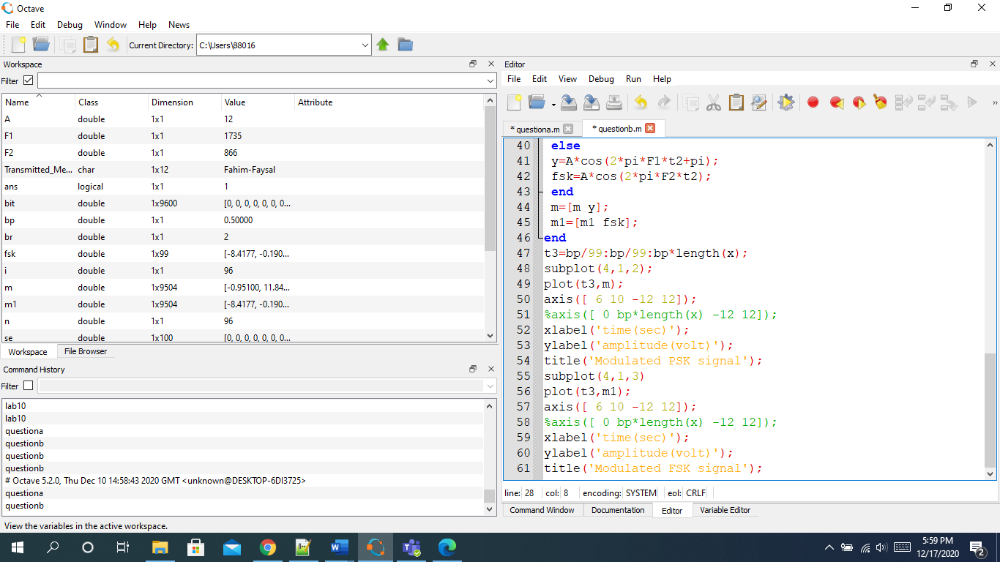 Octave
File Edit Debug Window Help News
Current Directory: C:\Users\88016
Workspace
Filter
Name Class Dimension Value Attribute
A double 1x1 12
F1 double 1x1 1735
F2 double 1x1 866
Transmitted_Me... char 1x12 Fahim-Faysal
ans logical 1x1 1
bit double 1x9600 [0, 0, 0, 0, 0, 0, 0...
bp double 1x1 0.50000
br double 1x1 2
fsk double 1x99 [-8.4177, -0.190...
i double 1x1 96
m double 1x9504 [-0.95100, 11.84...
m1 double 1x9504 [-8.4177, -0.190...
n double 1x1 96
se double 1x100 [0, 0, 0, 0, 0, 0, 0...
Workspace File Browser
Command History
Filter
lab10
lab10
questiona
questionb
questionb
questionb
# Octave 5.2.0, Thu Dec 10 14:58:43 2020 GMT <unknown@DESKTOP-6DI3725>
questiona
questionb
View the variables in the active workspace.
Editor
File Edit View Debug Run Help
* questiona.m * questionb.m
40 else
41 y=A*cos(2*pi*F1*t2+pi);
42 fsk=A*cos(2*pi*F2*t2);
43 end
44 m=[m y];
45 m1=[m1 fsk];
46 end
47 t3=bp/99:bp/99:bp*length(x);
48 subplot(4,1,2);
49 plot(t3,m);
50 axis([ 6 10 -12 12]);
51 %axis([ 0 bp*length(x) -12 12]);
52 xlabel('time(sec)');
53 ylabel('amplitude(volt)');
54 title('Modulated PSK signal');
55 subplot(4,1,3)
56 plot(t3,m1);
57 axis([ 6 10 -12 12]);
58 %axis([ 0 bp*length(x) -12 12]);
59 xlabel('time(sec)');
60 ylabel('amplitude(volt)');
61 title('Modulated FSK signal');
line: 28 col: 8 encoding: SYSTEM eol: CRLF
Command Window Documentation Editor Variable Editor
5:59 PM
12/17/2020
2